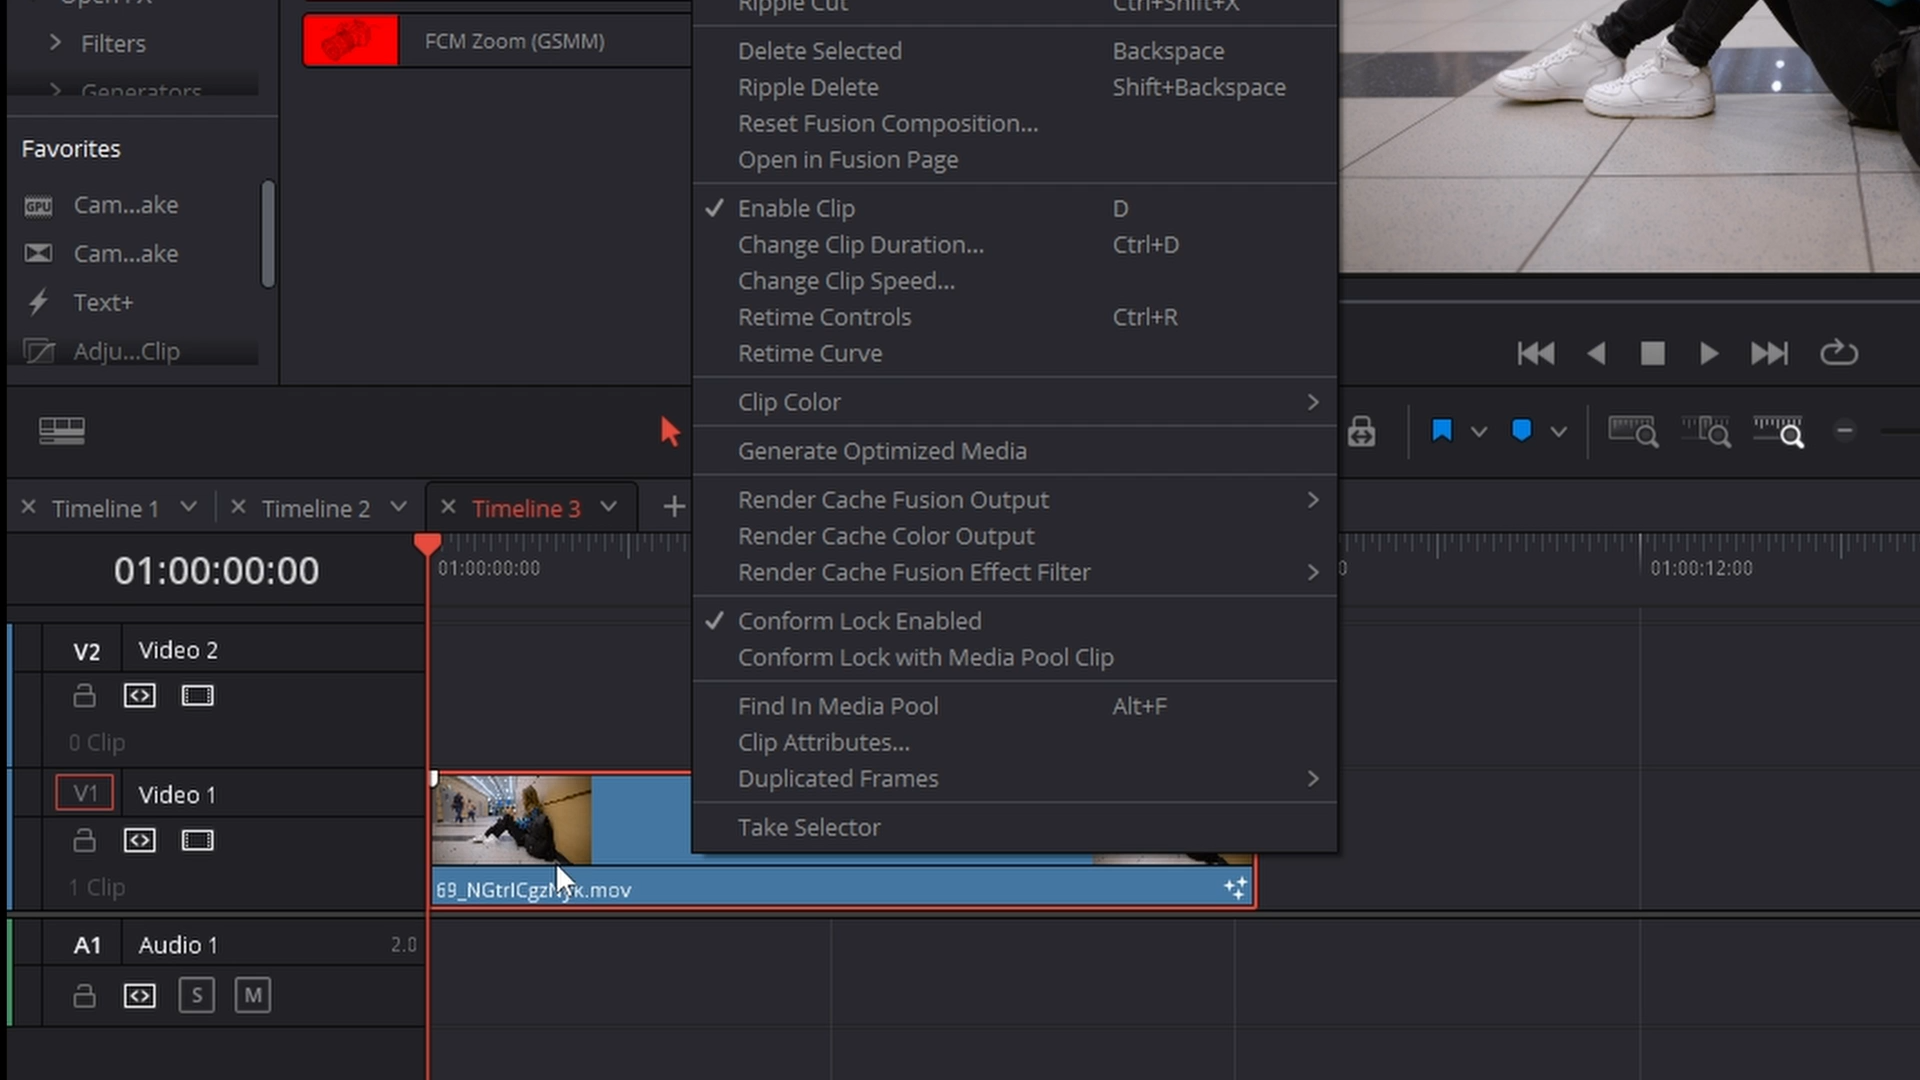 Open FX
Filters
Generators
Favorites
Cam...ake
Cam...ake
Text+
Adju...Clip
FCM Zoom (GSMM)
Ripple Cut Ctrl+Shift+X
Delete Selected Backspace
Ripple Delete Shift+Backspace
Reset Fusion Composition...
Open in Fusion Page
Enable Clip D
Change Clip Duration... Ctrl+D
Change Clip Speed...
Retime Controls Ctrl+R
Retime Curve
Clip Color
Generate Optimized Media
Render Cache Fusion Output
Render Cache Color Output
Render Cache Fusion Effect Filter
Conform Lock Enabled
Conform Lock with Media Pool Clip
Find In Media Pool Alt+F
Clip Attributes...
Duplicated Frames
Take Selector
Timeline 1
Timeline 2
Timeline 3
01:00:00:00
01:00:00:00
0
01:00:12:00
V2 Video 2
0 Clip
V1 Video 1
1 Clip
A1 Audio 1 2.0
S M
GPU